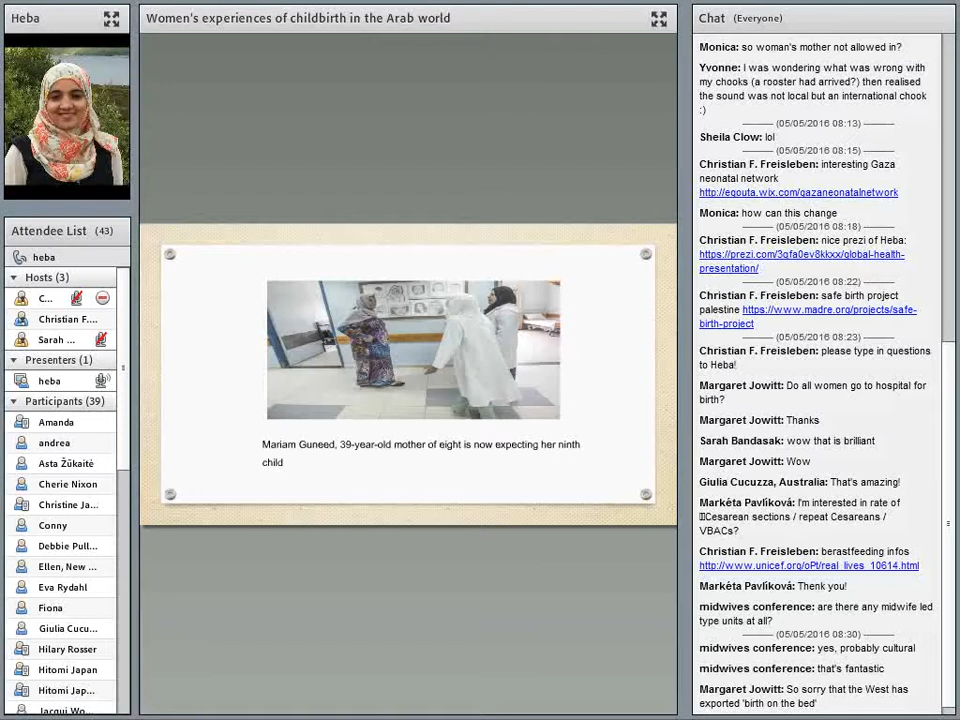 Heba
Women's experiences of childbirth in the Arab world
Chat (Everyone)
Attendee List (43)
heba
Hosts (3)
C...
Christian F....
Sarah ...
Presenters (1)
heba
Participants (39)
Amanda
andrea
Asta Žūkaitė
Cherie Nixon
Christine Ja...
Conny
Debbie Pull...
Ellen, New ...
Eva Rydahl
Fiona
Giulia Cucu...
Hilary Rosser
Hitomi Japan
Hitomi Jap...
Jacqui Wo...
Mariam Guneed, 39-year-old mother of eight is now expecting her ninth
child
Monica: so woman's mother not allowed in?
Yvonne: I was wondering what was wrong with
my chooks (a rooster had arrived?) then realised
the sound was not local but an international chook
:)
(05/05/2016 08:13)
Sheila Clow: lol
(05/05/2016 08:15)
Christian F. Freisleben: interesting Gaza
neonatal network
http://egouta.wix.com/gazaneonatalnetwork
Monica: how can this change
(05/05/2016 08:18)
Christian F. Freisleben: nice prezi of Heba:
https://prezi.com/3gfa0ev8kkxx/global-health-
presentation/
(05/05/2016 08:22)
Christian F. Freisleben: safe birth project
palestine https://www.madre.org/projects/safe-
birth-project
(05/05/2016 08:23)
Christian F. Freisleben: please type in questions
to Heba!
Margaret Jowitt: Do all women go to hospital for
birth?
Margaret Jowitt: Thanks
Sarah Bandasak: wow that is brilliant
Margaret Jowitt: Wow
Giulia Cucuzza, Australia: That's amazing!
Markéta Pavlíková: I'm interested in rate of
Cesarean sections / repeat Cesareans /
VBACs?
Christian F. Freisleben: berastfeeding infos
http://www.unicef.org/oPt/real_lives_10614.html
Markéta Pavlíková: Thenk you!
midwives conference: are there any midwife led
type units at all?
(05/05/2016 08:30)
midwives conference: yes, probably cultural
midwives conference: that's fantastic
Margaret Jowitt: So sorry that the West has
exported 'birth on the bed'